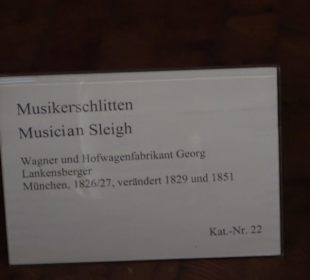 Musikerschlitten
Musician Sleigh
Wagner und Hofwagenfabrikant Georg
Lankensberger
München, 1826/27, verändert 1829 und 1851
Kat.-Nr. 22